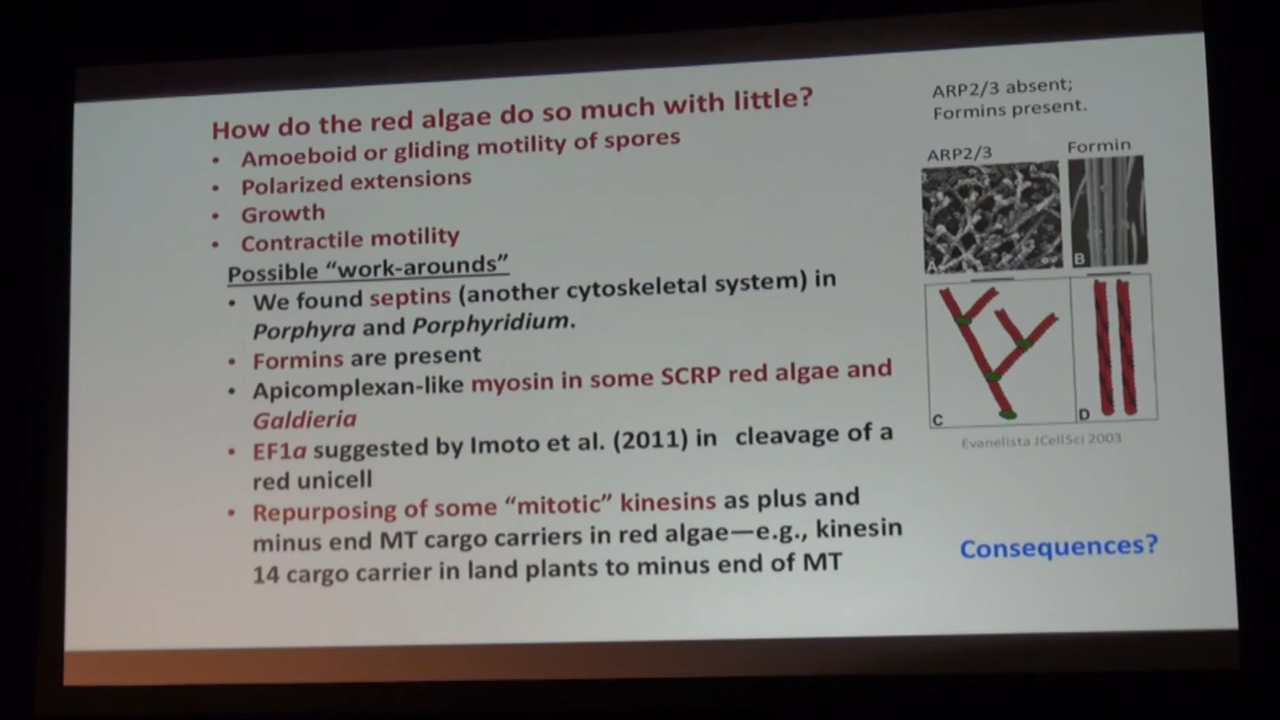 How do the red algae do so much with little?
• Amoeboid or gliding motility of spores
• Polarized extensions
• Growth
• Contractile motility
Possible “work-arounds”
• We found septins (another cytoskeletal system) in
Porphyra and Porphyridium.
• Formins are present
• Apicomplexan-like myosin in some SCRP red algae and
Galdieria
• EF1a suggested by Imoto et al. (2011) in cleavage of a
red unicell
• Repurposing of some “mitotic” kinesins as plus and
minus end MT cargo carriers in red algae—e.g., kinesin
14 cargo carrier in land plants to minus end of MT
ARP2/3 absent;
Formins present.
ARP2/3
Formin
A
B
C
D
Evanelista JCellSci 2003
Consequences?